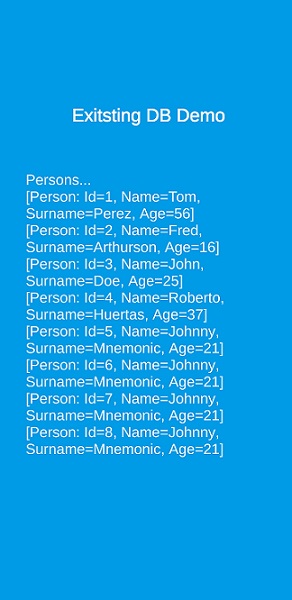 Exitsting DB Demo
Persons...
[Person: Id=1, Name=Tom,
Surname=Perez, Age=56]
[Person: Id=2, Name=Fred,
Surname=Arthurson, Age=16]
[Person: Id=3, Name=John,
Surname=Doe, Age=25]
[Person: Id=4, Name=Roberto,
Surname=Huertas, Age=37]
[Person: Id=5, Name=Johnny,
Surname=Mnemonic, Age=21]
[Person: Id=6, Name=Johnny,
Surname=Mnemonic, Age=21]
[Person: Id=7, Name=Johnny,
Surname=Mnemonic, Age=21]
[Person: Id=8, Name=Johnny,
Surname=Mnemonic, Age=21]